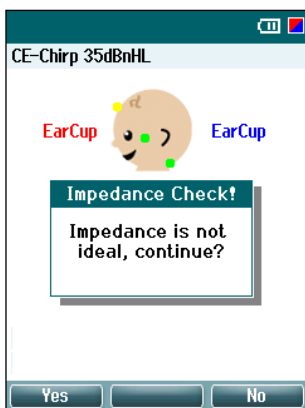 CE-Chirp 35dBnHL
EarCup EarCup
Impedance Check!
Impedance is not
ideal, continue?
Yes No